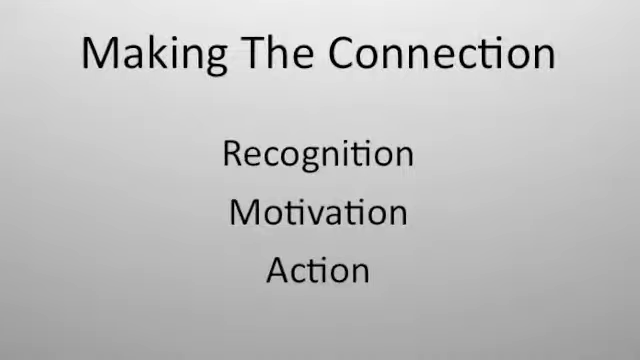 Making The Connection
Recognition
Motivation
Action